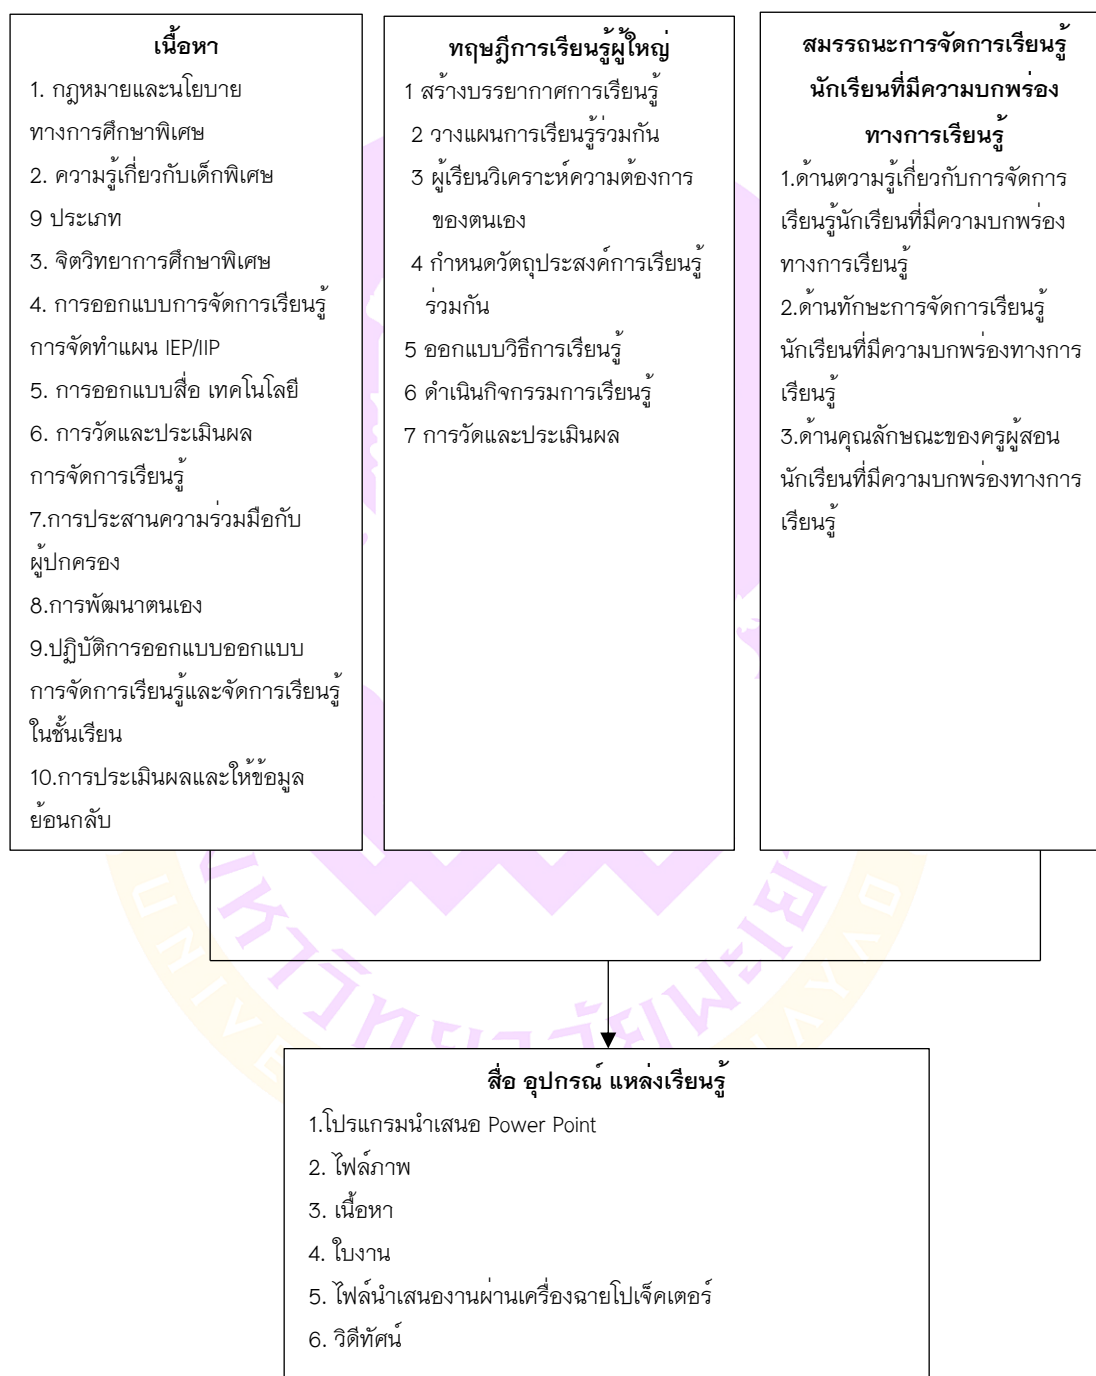 เนื้อหา
1. กฎหมายและนโยบาย
ทางการศึกษาพิเศษ
2. ความรู้เกี่ยวกับเด็กพิเศษ
9 ประเภท
3. จิตวิทยาการศึกษาพิเศษ
4. การออกแบบการจัดการเรียนรู้
การจัดทำแผน IEP/IIP
5. การออกแบบสื่อ เทคโนโลยี
6. การวัดและประเมินผล
การจัดการเรียนรู้
7.การประสานความร่วมมือกับ
ผู้ปกครอง
8.การพัฒนาตนเอง
9.ปฏิบัติการออกแบบออกแบบ
การจัดการเรียนรู้และจัดการเรียนรู้
ในชั้นเรียน
10.การประเมินผลและให้ข้อมูล
ย้อนกลับ
ทฤษฎีการเรียนรู้ผู้ใหญ่
1 สร้างบรรยากาศการเรียนรู้
2 วางแผนการเรียนรู้ร่วมกัน
3 ผู้เรียนวิเคราะห์ความต้องการ
ของตนเอง
4 กำหนดวัตถุประสงค์การเรียนรู้
ร่วมกัน
5 ออกแบบวิธีการเรียนรู้
6 ดำเนินกิจกรรมการเรียนรู้
7 การวัดและประเมินผล
สมรรถนะการจัดการเรียนรู้
นักเรียนที่มีความบกพร่อง
ทางการเรียนรู้
1.ด้านตวามรู้เกี่ยวกับการจัดการ
เรียนรู้นักเรียนที่มีความบกพร่อง
ทางการเรียนรู้
2.ด้านทักษะการจัดการเรียนรู้
นักเรียนที่มีความบกพร่องทางการ
เรียนรู้
3.ด้านคุณลักษณะของครูผู้สอน
นักเรียนที่มีความบกพร่องทางการ
เรียนรู้
สื่อ อุปกรณ์ แหล่งเรียนรู้
1.โปรแกรมนำเสนอ Power Point
2. ไฟล์ภาพ
3. เนื้อหา
4. ใบงาน
5. ไฟล์นำเสนองานผ่านเครื่องฉายโปเจ็คเตอร์
6. วิดีทัศน์